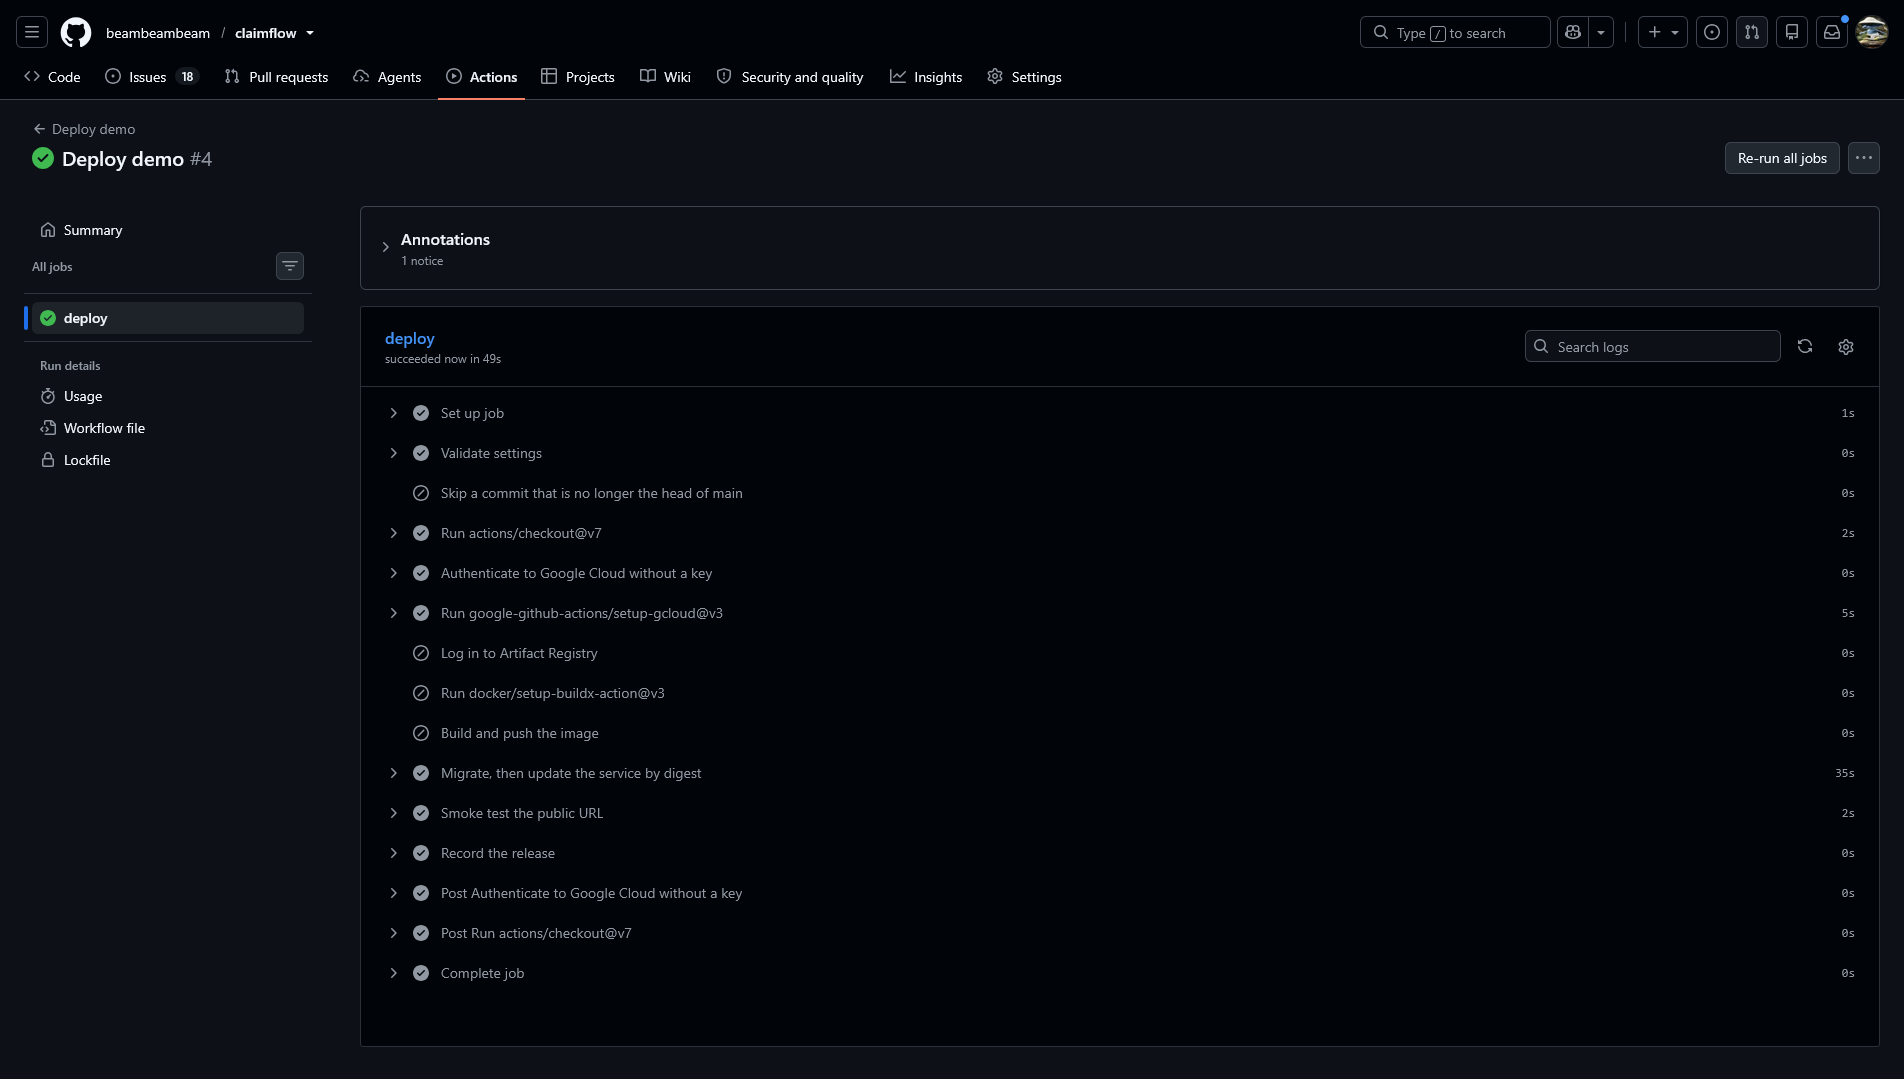 beambeambeam / claimflow
Type / to search
Code
Issues 18
Pull requests
Agents
Actions
Projects
Wiki
Security and quality
Insights
Settings
Deploy demo
Deploy demo #4
Re-run all jobs
Summary
All jobs
deploy
Run details
Usage
Workflow file
Lockfile
Annotations
1 notice
deploy
succeeded now in 49s
Search logs
Set up job 1s
Validate settings 0s
Skip a commit that is no longer the head of main 0s
Run actions/checkout@v7 2s
Authenticate to Google Cloud without a key 0s
Run google-github-actions/setup-gcloud@v3 5s
Log in to Artifact Registry 0s
Run docker/setup-buildx-action@v3 0s
Build and push the image 0s
Migrate, then update the service by digest 35s
Smoke test the public URL 2s
Record the release 0s
Post Authenticate to Google Cloud without a key 0s
Post Run actions/checkout@v7 0s
Complete job 0s